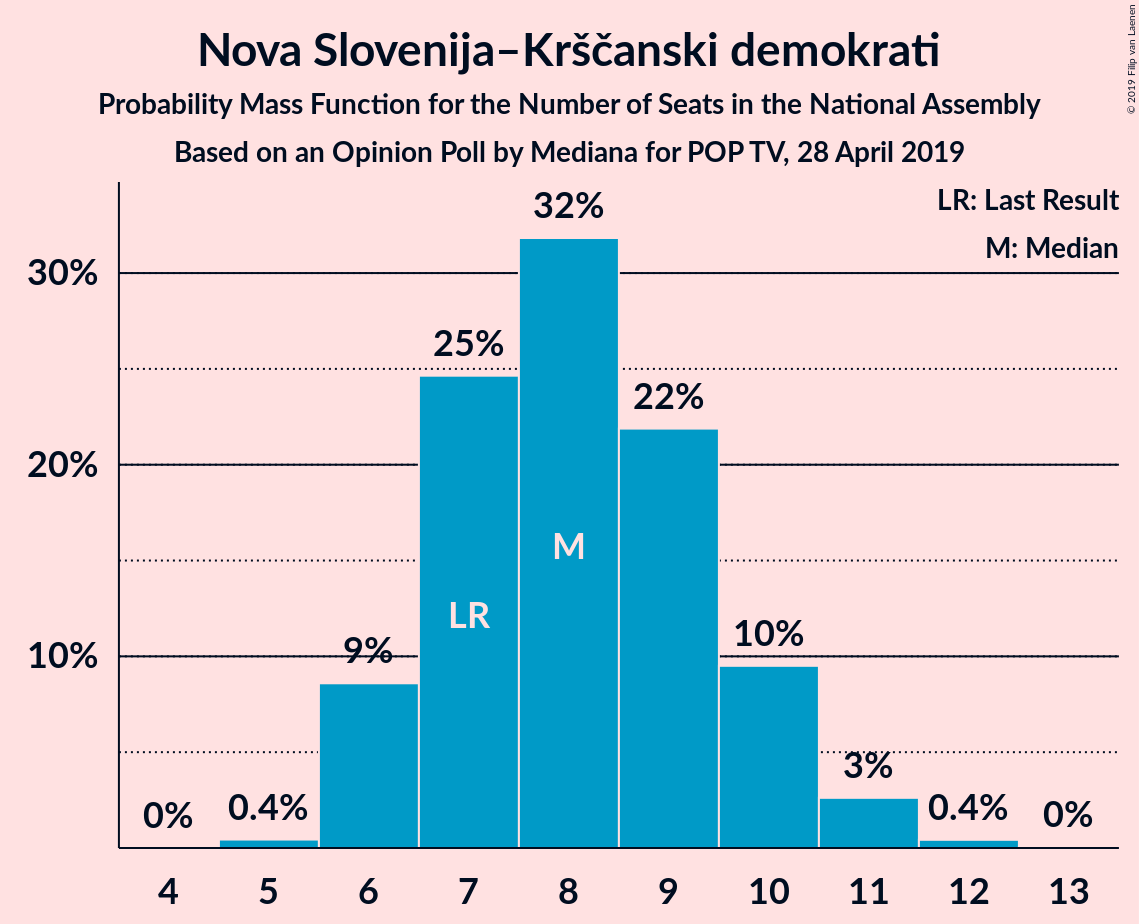 Nova Slovenija–Krščanski demokrati
Probability Mass Function for the Number of Seats in the National Assembly
Based on an Opinion Poll by Mediana for POP TV, 28 April 2019
© 2019 Filip van Laenen
LR: Last Result
M: Median
30%
20%
10%
0%
0.4%
9%
25%
32%
22%
10%
3%
0.4%
0%
LR
M
4 5 6 7 8 9 10 11 12 13